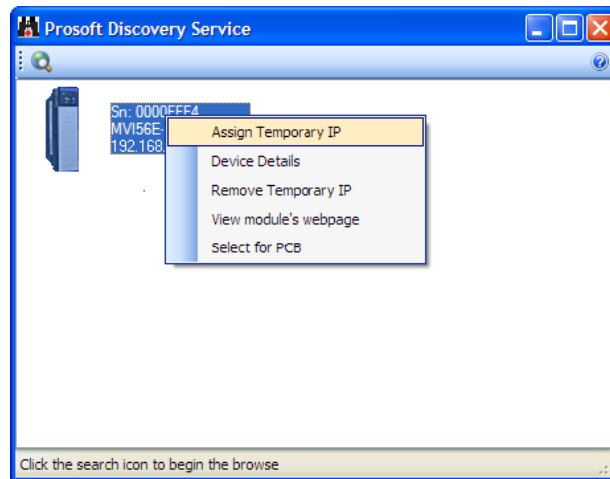 Prosoft Discovery Service
Sn: 0000FFF4
MVI56E-
192.168.
Assign Temporary IP
Device Details
Remove Temporary IP
View module's webpage
Select for PCB
Click the search icon to begin the browse